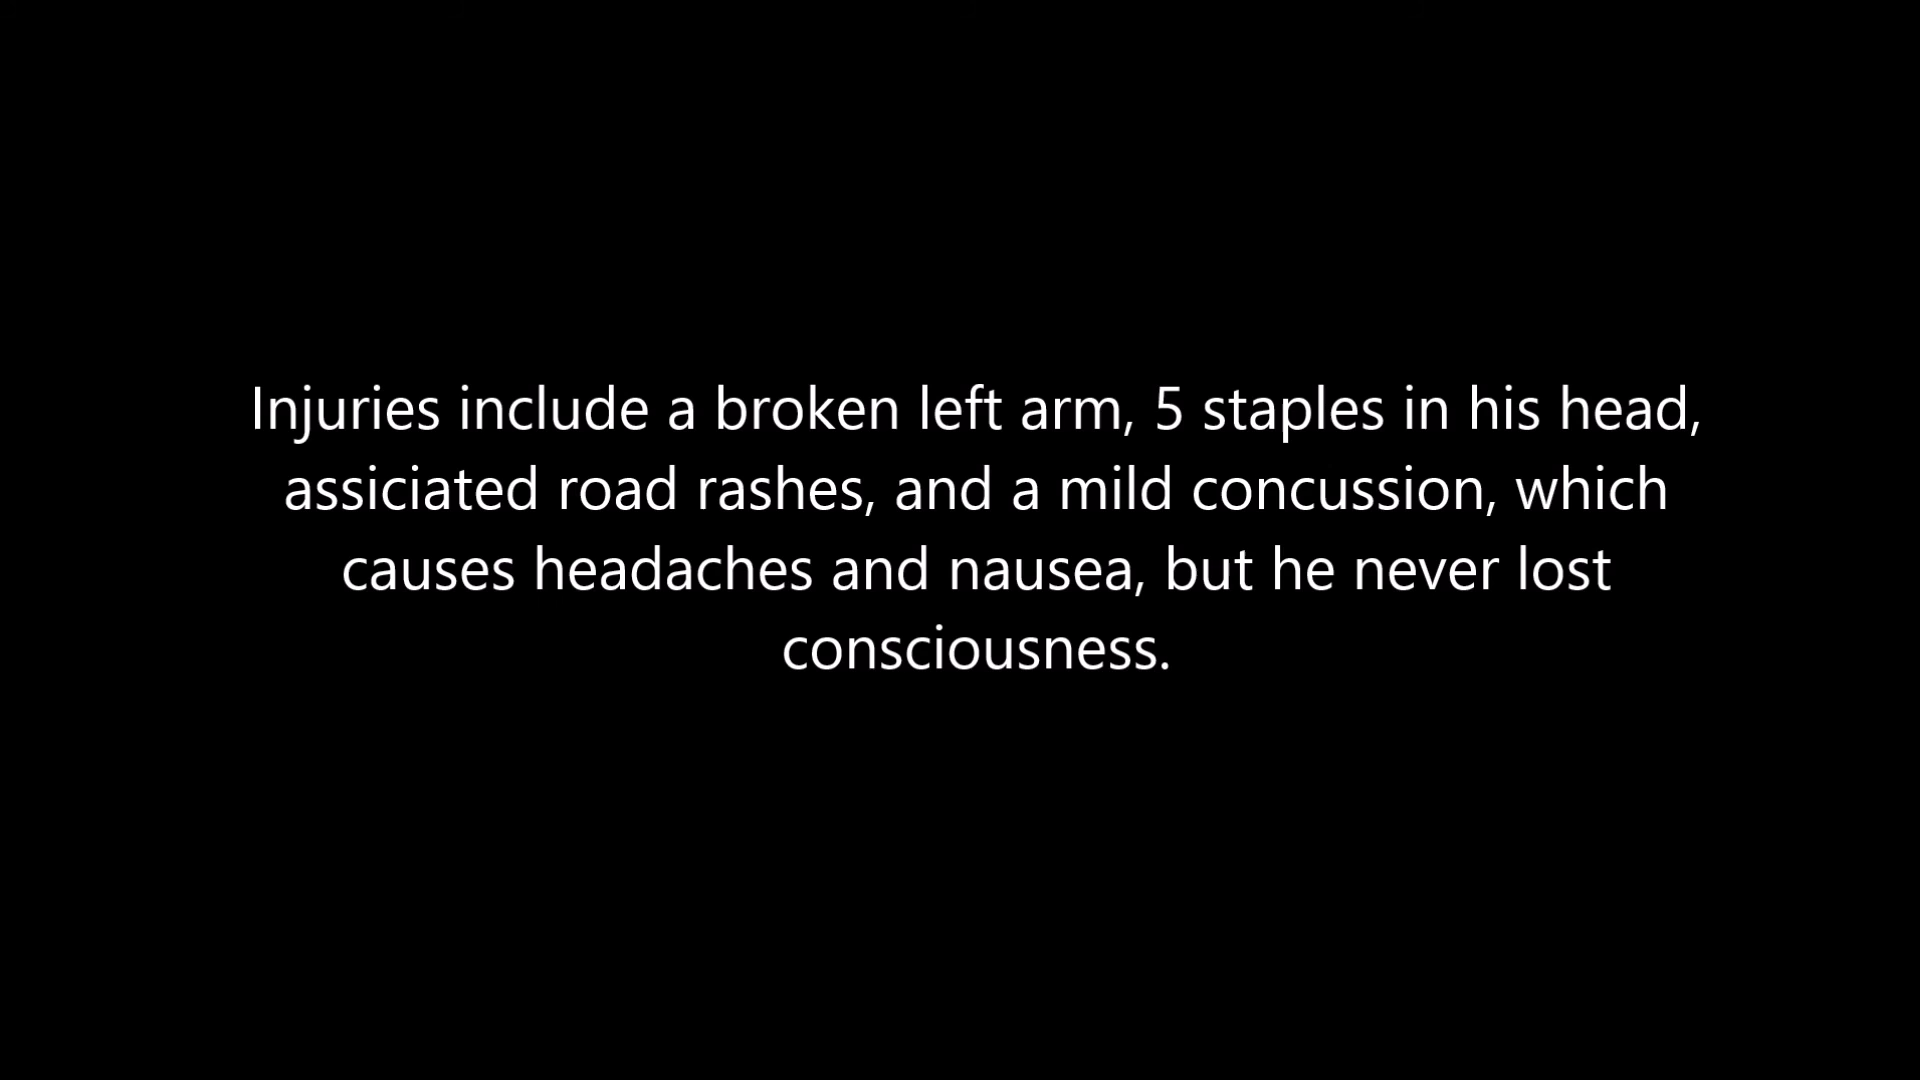 Injuries include a broken left arm, 5 staples in his head,
assiciated road rashes, and a mild concussion, which
causes headaches and nausea, but he never lost
consciousness.